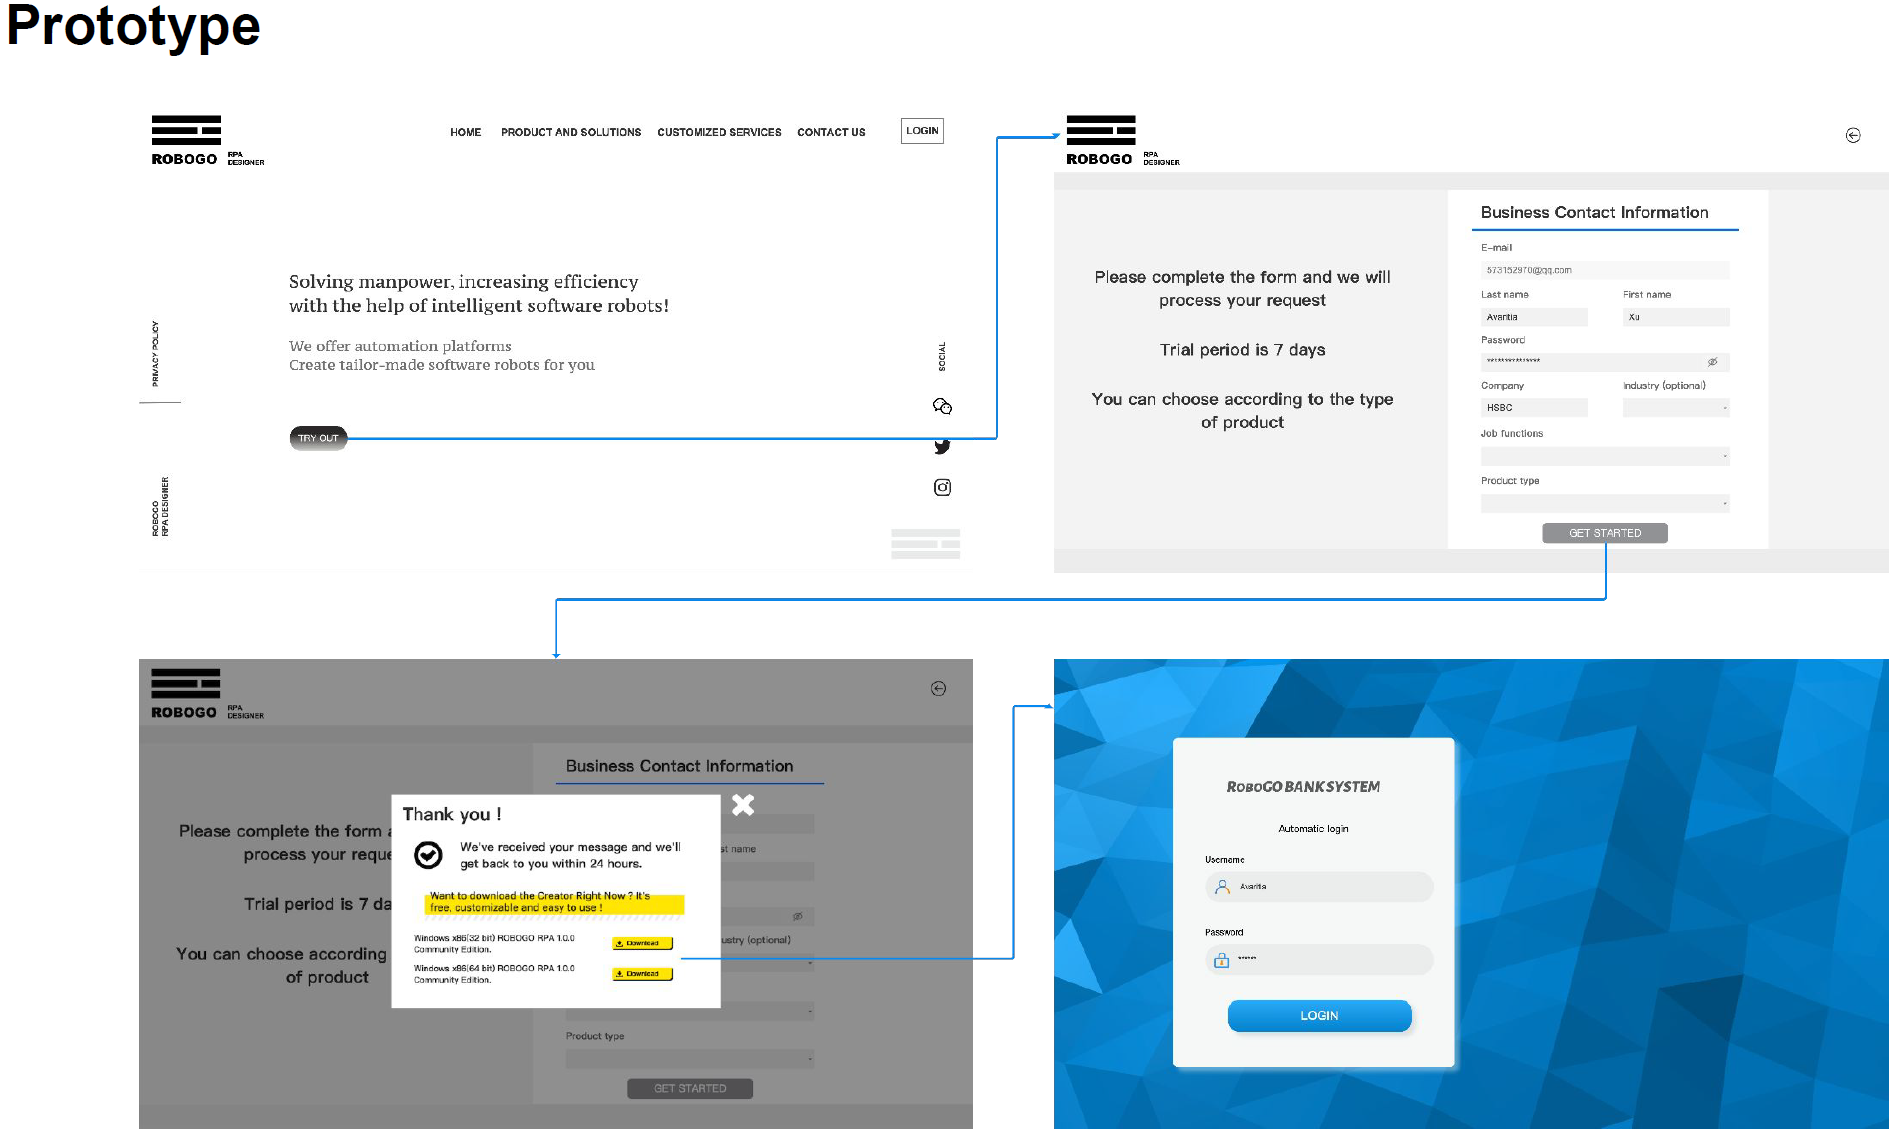 Prototype
ROBOGO RPA DESIGNER
HOME PRODUCT AND SOLUTIONS CUSTOMIZED SERVICES CONTACT US LOGIN
Solving manpower, increasing efficiency
with the help of intelligent software robots!
We offer automation platforms
Create tailor-made software robots for you
TRY OUT
PRIVACY POLICY
ROBOGO
RPA DESIGNER
SOCIAL
ROBOGO RPA DESIGNER
Please complete the form and we will
process your request
Trial period is 7 days
You can choose according to the type
of product
Business Contact Information
E-mail
573152970@qq.com
Last name First name
Avaritia Xu
Password
***************
Company Industry (optional)
HSBC
Job functions
Product type
GET STARTED
ROBOGO RPA DESIGNER
Please complete the form a
process your reque
Trial period is 7 da
You can choose according
of product
Business Contact Information
st name
ustry (optional)
Product type
GET STARTED
Thank you !
We've received your message and we'll
get back to you within 24 hours.
Want to download the Creator Right Now ? It's
free, customizable and easy to use !
Windows x86(32 bit) ROBOGO RPA 1.0.0
Community Edition.
Download
Windows x86(64 bit) ROBOGO RPA 1.0.0
Community Edition.
Download
ROBOGO BANK SYSTEM
Automatic login
Username
Avaritia
Password
******
LOGIN